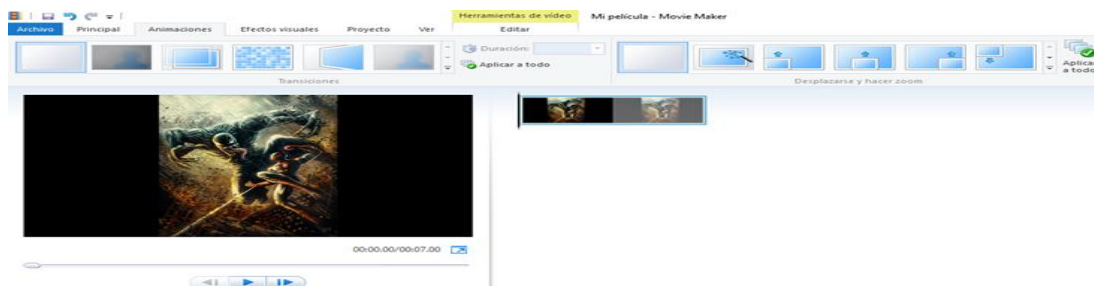 Herramientas de vídeo Mi película - Movie Maker
Archivo Principal Animaciones Efectos visuales Proyecto Ver Editar
Duración:
Aplicar a todo
Aplicar
a todo
Transiciones Desplazarse y hacer zoom
00:00.00/00:07.00